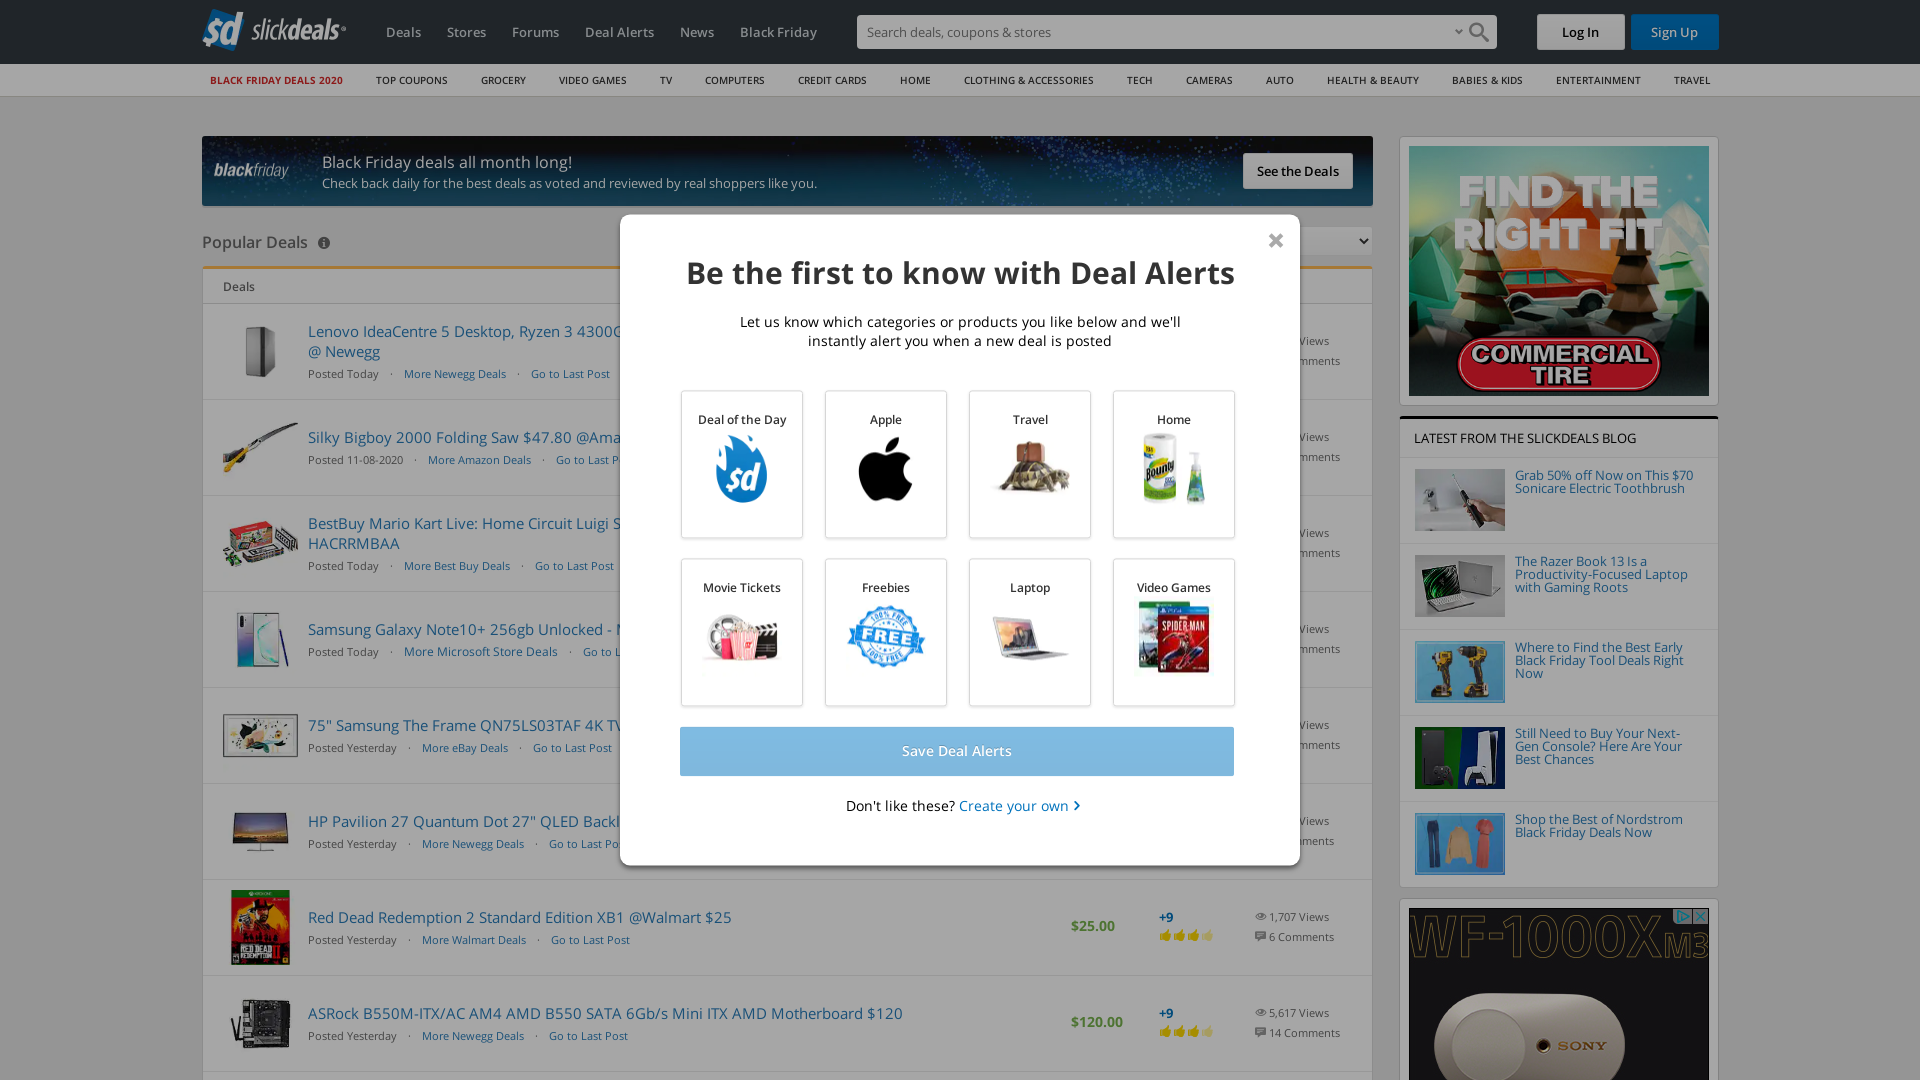 sd slickdeals
Deals
Stores
Forums
Deal Alerts
News
Black Friday
Search deals, coupons & shopping
Log In
Sign Up
BLACK FRIDAY DEALS 2020
TOP COUPONS
GROCERY
VIDEO GAMES
TV
COMPUTERS
CREDIT CARDS
HOME
CLOTHING & ACCESSORIES
TECH
CAMERAS
AUTO
HEALTH & BEAUTY
BABIES & KIDS
ENTERTAINMENT
TRAVEL
blackfriday
Black Friday deals all month long!
Check back daily for the best deals as voted and reviewed by real shoppers like you.
See the Deals
Popular Deals
Deals
Lenovo IdeaCentre 5 Desktop, Ryzen 3 4300G
@ Newegg
Posted Today · More Newegg Deals · Go to Last Post
Views
Silky Bigboy 2000 Folding Saw $47.80 @Ama
Posted 11-08-2020 · More Amazon Deals · Go to Last
Views
BestBuy Mario Kart Live: Home Circuit Luigi S
HACRRMBAA
Posted Today · More Best Buy Deals · Go to Last Post
Samsung Galaxy Note10+ 256gb Unlocked -
Posted Today · More Microsoft Store Deals · Go to
Views
75" Samsung The Frame QN75LS03TAF 4K TV
Posted Yesterday · More eBay Deals · Go to Last Post
Views
HP Pavilion 27 Quantum Dot 27" QLED Backl
Posted Yesterday · More Newegg Deals · Go to Last
Views
Red Dead Redemption 2 Standard Edition XB1 @Walmart $25
Posted Yesterday · More Walmart Deals · Go to Last Post
$25.00
+9
1,707 Views
6 Comments
ASRock B550M-ITX/AC AM4 AMD B550 SATA 6Gb/s Mini ITX AMD Motherboard $120
Posted Yesterday · More Newegg Deals · Go to Last Post
$120.00
+9
5,617 Views
14 Comments
Be the first to know with Deal Alerts
Let us know which categories or products you like below and we'll
instantly alert you when a new deal is posted
Deal of the Day
sd
Apple
Travel
Home
Bounty
Movie Tickets
Freebies
100% FREE
FREE
100% FREE
Laptop
Video Games
SPIDER-MAN
Save Deal Alerts
Don't like these? Create your own
FIND THE
RIGHT FIT
COMMERCIAL
TIRE
LATEST FROM THE SLICKDEALS BLOG
Grab 50% off Now on This $70
Sonicare Electric Toothbrush
The Razer Book 13 Is a
Productivity-Focused Laptop
with Gaming Roots
Where to Find the Best Early
Black Friday Tool Deals Right
Now
Still Need to Buy Your Next-
Gen Console? Here Are Your
Best Chances
Shop the Best of Nordstrom
Black Friday Deals Now
WF-1000XM3
SONY